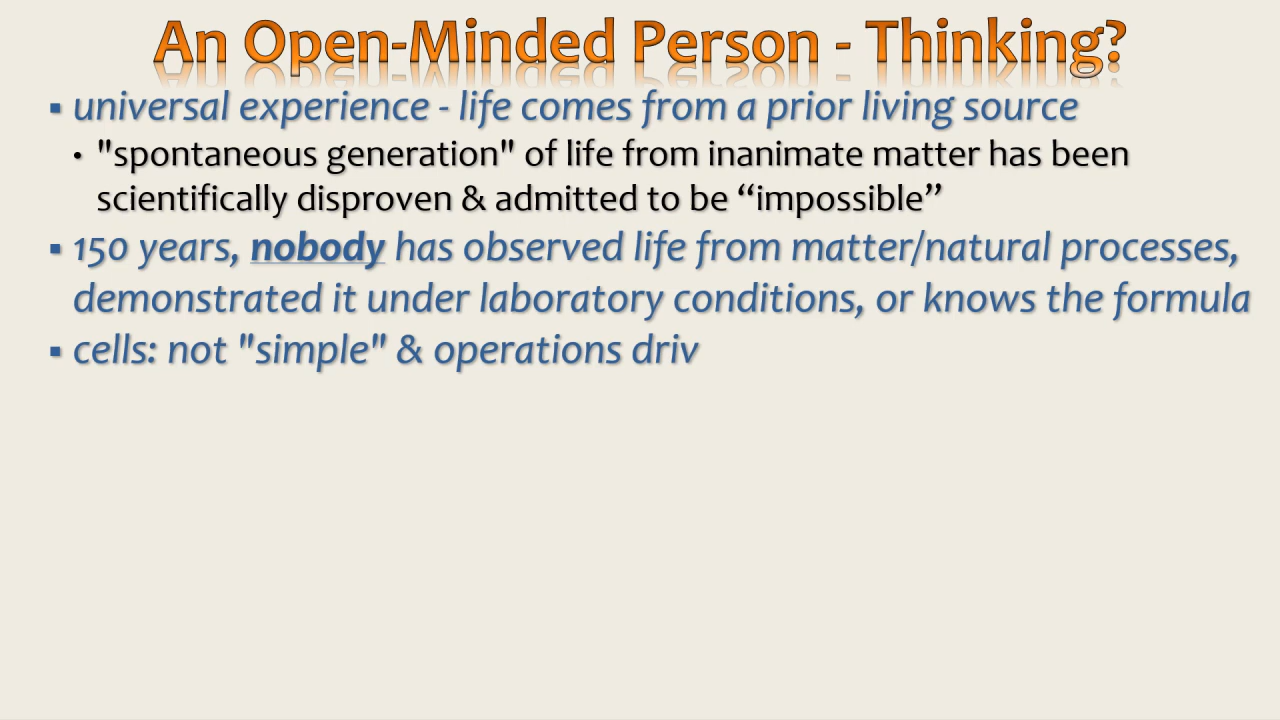 An Open-Minded Person - Thinking?
▪ universal experience - life comes from a prior living source
• "spontaneous generation" of life from inanimate matter has been
scientifically disproven & admitted to be “impossible”
▪ 150 years, nobody has observed life from matter/natural processes,
demonstrated it under laboratory conditions, or knows the formula
▪ cells: not "simple" & operations driv